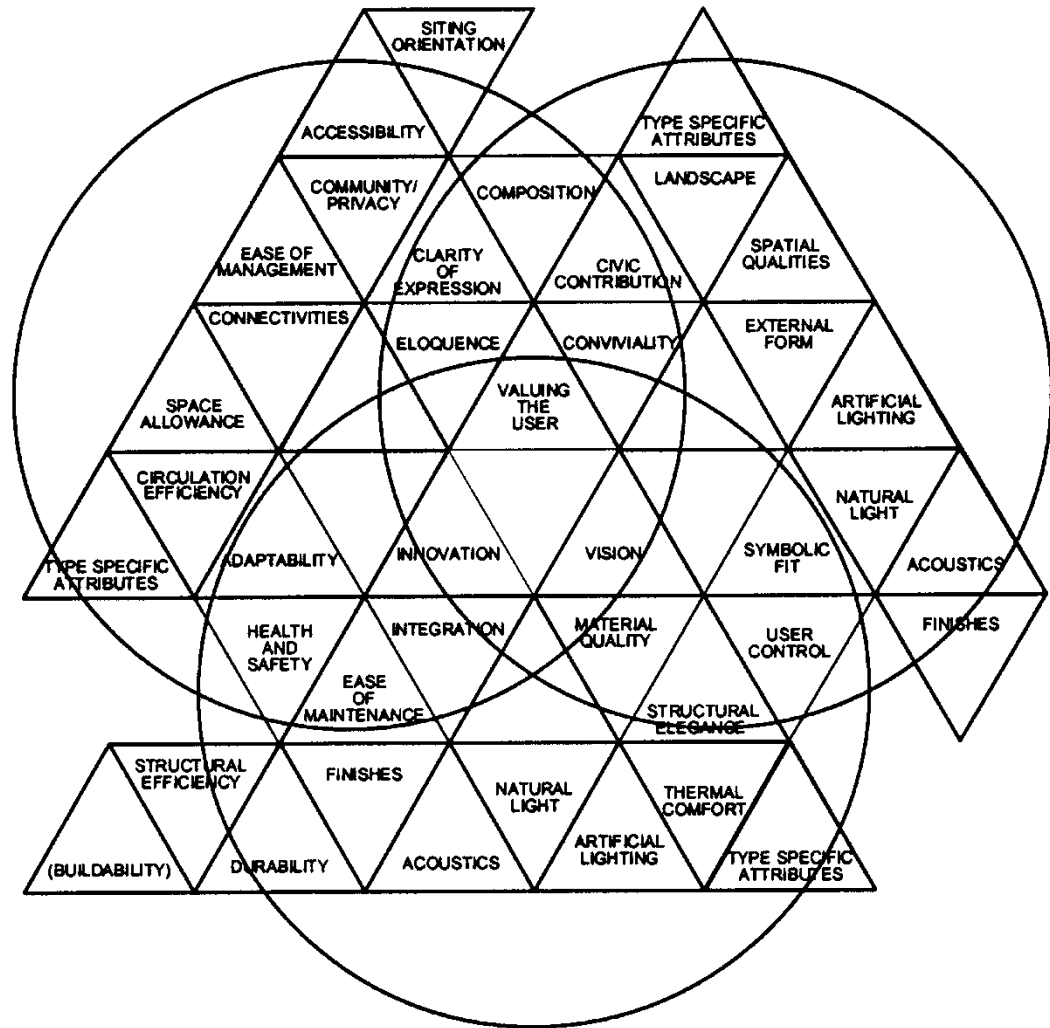 SITING
ORIENTATION
ACCESSIBILITY
TYPE SPECIFIC
ATTRIBUTES
COMMUNITY/
PRIVACY
COMPOSITION
LANDSCAPE
EASE OF
MANAGEMENT
CLARITY
OF
EXPRESSION
CIVIC
CONTRIBUTION
SPATIAL
QUALITIES
CONNECTIVITIES
ELOQUENCE
CONVIVIALITY
EXTERNAL
FORM
SPACE
ALLOWANCE
VALUING
THE
USER
ARTIFICIAL
LIGHTING
CIRCULATION
EFFICIENCY
NATURAL
LIGHT
TYPE SPECIFIC
ATTRIBUTES
ADAPTABILITY
INNOVATION
VISION
SYMBOLIC
FIT
ACOUSTICS
HEALTH
AND
SAFETY
INTEGRATION
MATERIAL
QUALITY
USER
CONTROL
FINISHES
EASE
OF
MAINTENANCE
STRUCTURAL
ELEGANCE
STRUCTURAL
EFFICIENCY
FINISHES
NATURAL
LIGHT
THERMAL
COMFORT
(BUILDABILITY)
DURABILITY
ACOUSTICS
ARTIFICIAL
LIGHTING
TYPE SPECIFIC
ATTRIBUTES